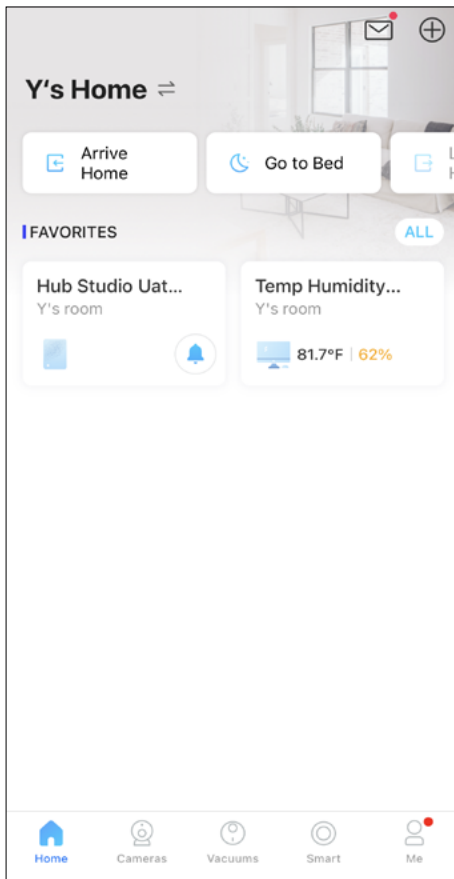 Y's Home
Arrive
Home
Go to Bed
FAVORITES
ALL
Hub Studio Uat...
Y's room
Temp Humidity...
Y's room
81.7°F | 62%
Home
Cameras
Vacuums
Smart
Me